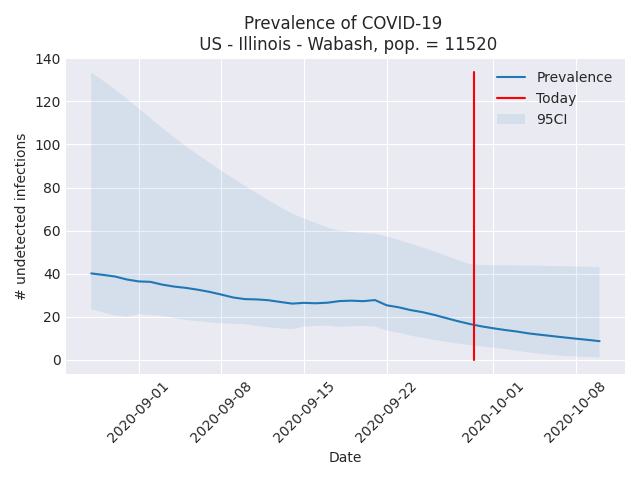 Prevalence of COVID-19
US - Illinois - Wabash, pop. = 11520
140
120
100
80
60
40
20
0
# undetected infections
Prevalence
Today
95CI
2020-09-01
2020-09-08
2020-09-15
2020-09-22
2020-10-01
2020-10-08
Date